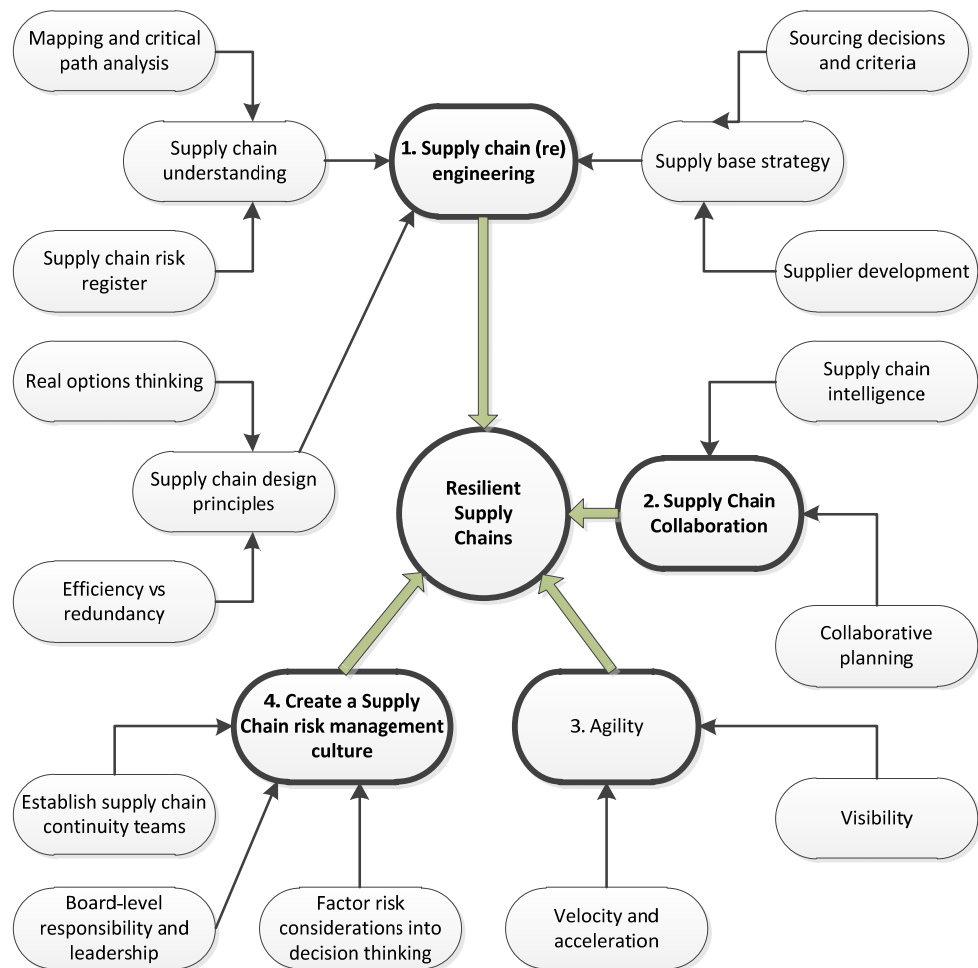 Mapping and critical
path analysis
Sourcing decisions
and criteria
Supply chain
understanding
1. Supply chain (re)
engineering
Supply base strategy
Supply chain risk
register
Supplier development
Real options thinking
Supply chain
intelligence
Supply chain design
principles
Resilient
Supply
Chains
2. Supply Chain
Collaboration
Efficiency vs
redundancy
Collaborative
planning
4. Create a Supply
Chain risk management
culture
3. Agility
Establish supply chain
continuity teams
Visibility
Board-level
responsibility and
leadership
Factor risk
considerations into
decision thinking
Velocity and
acceleration